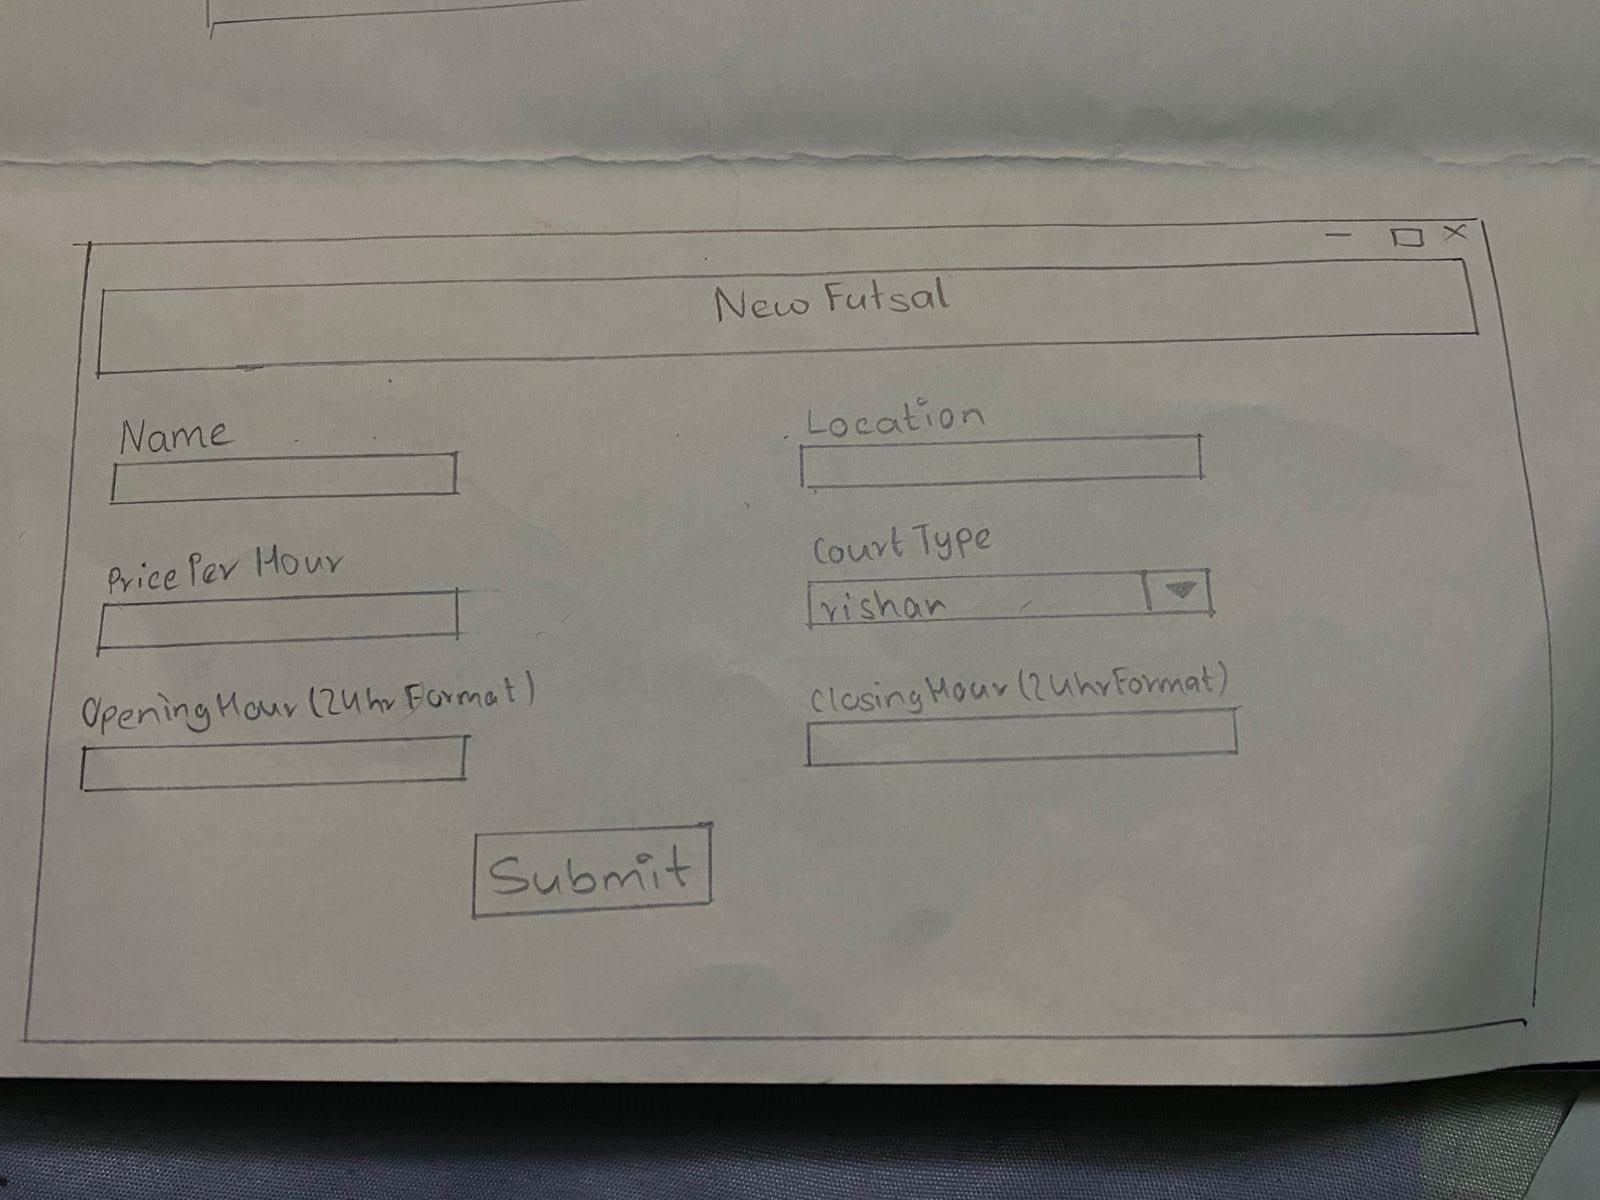 New Futsal
Name
Location
Price Per Hour
Court Type
rishan
Opening Hour (24hr Format)
Closing Hour (24hr Format)
Submit